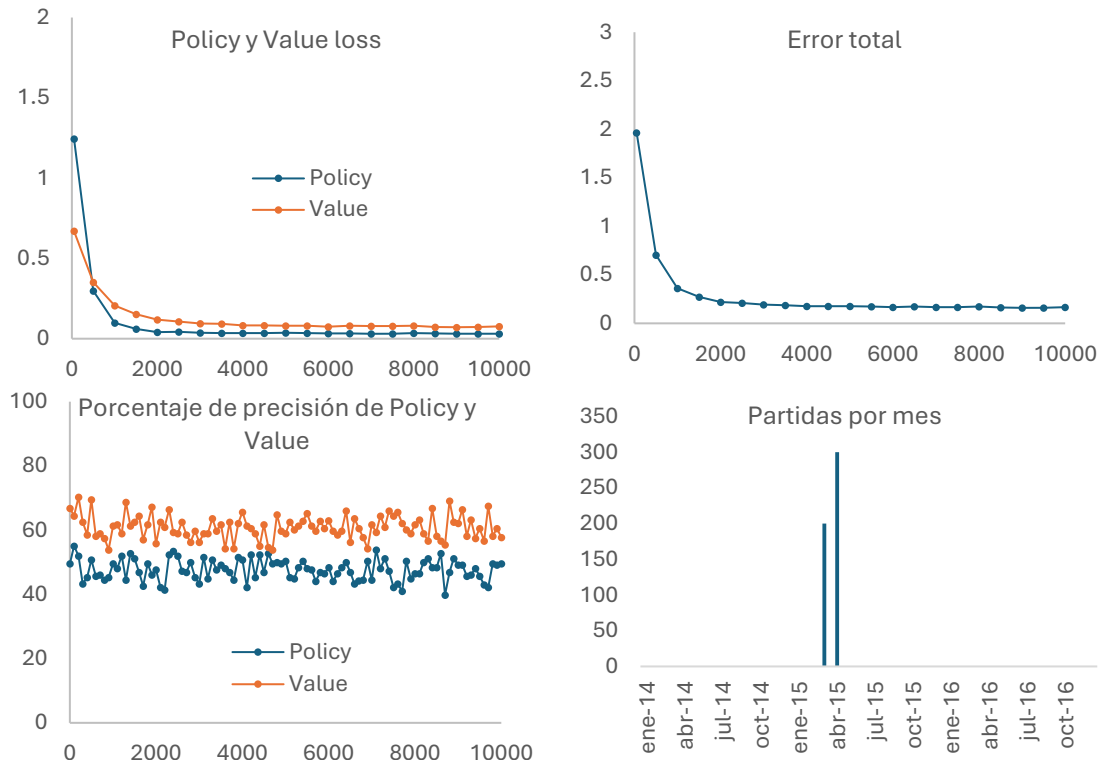 Policy y Value loss
2
1.5
1
0.5
0
Policy
Value
0 2000 4000 6000 8000 10000
Error total
3
2.5
2
1.5
1
0.5
0
0 2000 4000 6000 8000 10000
Porcentaje de precisión de Policy y
Value
100
80
60
40
20
0
Policy
Value
0 2000 4000 6000 8000 10000
Partidas por mes
350
300
250
200
150
100
50
0
ene-14 abr-14 jul-14 oct-14 ene-15 abr-15 jul-15 oct-15 ene-16 abr-16 jul-16 oct-16